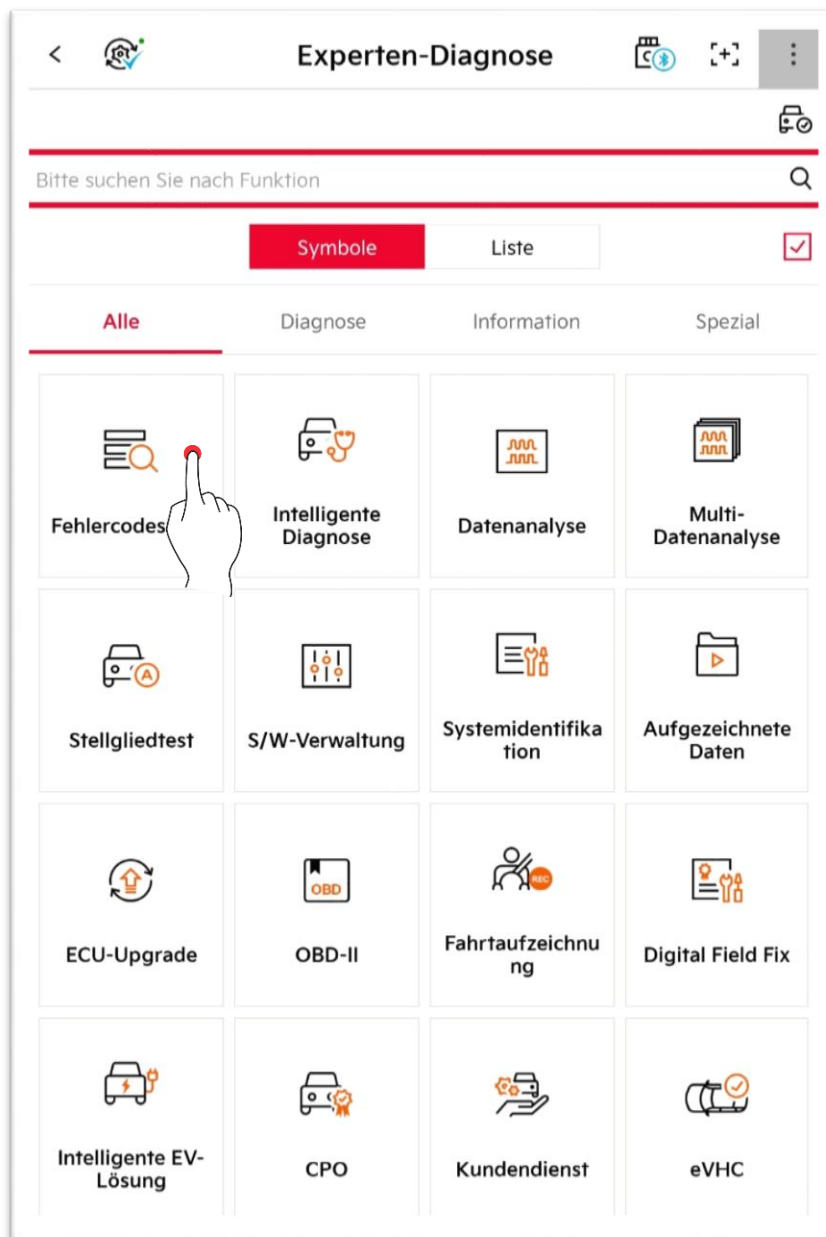 Experten-Diagnose
Bitte suchen Sie nach Funktion
Symbole
Liste
Alle
Diagnose
Information
Spezial
Fehlercodes
Intelligente
Diagnose
Datenanalyse
Multi-
Datenanalyse
Stellgliedtest
S/W-Verwaltung
Systemidentifika
tion
Aufgezeichnete
Daten
A
ECU-Upgrade
OBD
OBD-II
REC
Fahrtaufzeichnu
ng
Digital Field Fix
Intelligente EV-
Lösung
CPO
Kundendienst
eVHC